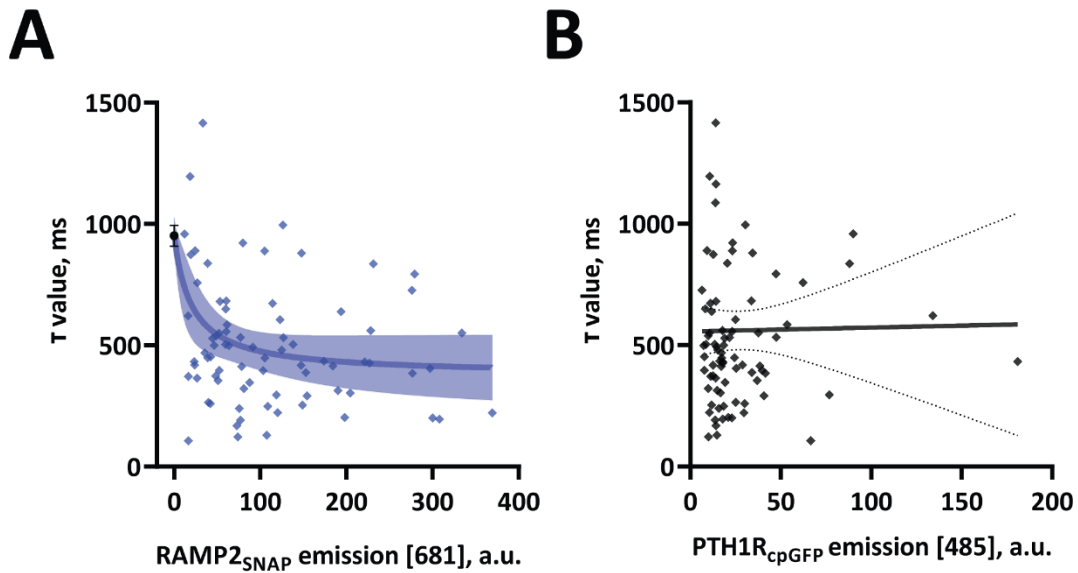 A
τ value, ms
1500
1000
500
0
0 100 200 300 400
RAMP2SNAP emission [681], a.u.
B
τ value, ms
1500
1000
500
0
0 50 100 150 200
PTH1RcpGFP emission [485], a.u.